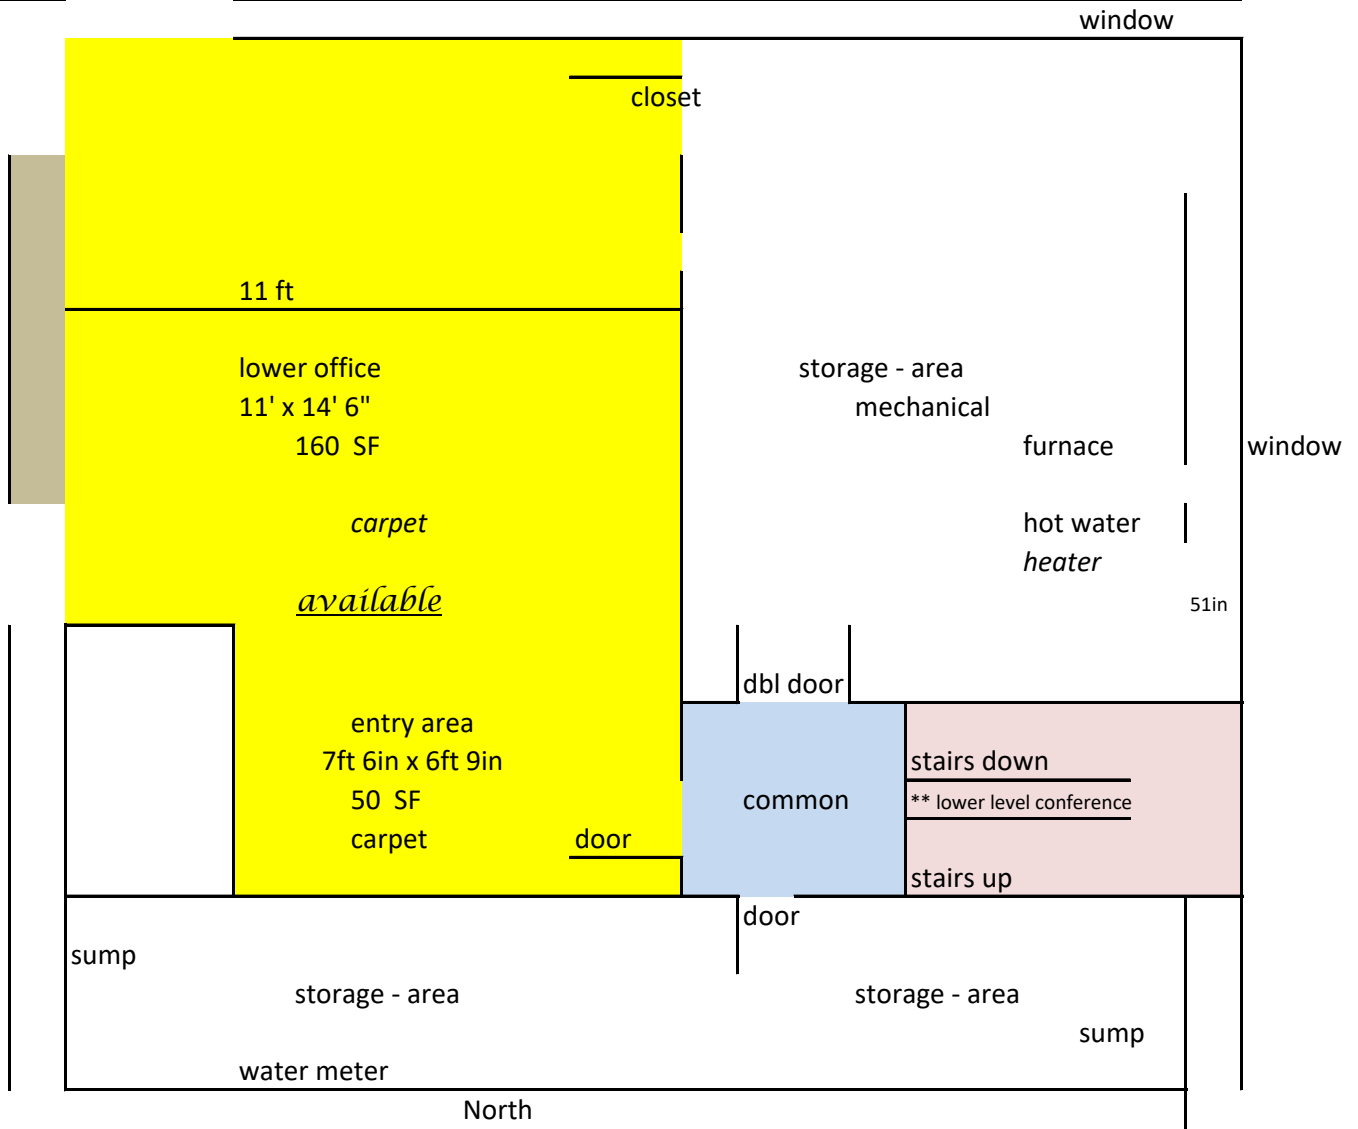 window
closet
11 ft
lower office
storage - area
11' x 14' 6"
mechanical
160 SF
furnace
window
carpet
hot water
heater
available
51in
dbl door
entry area
7ft 6in x 6ft 9in
stairs down
50 SF
common
** lower level conference
carpet
door
stairs up
door
sump
storage - area
storage - area
sump
water meter
North